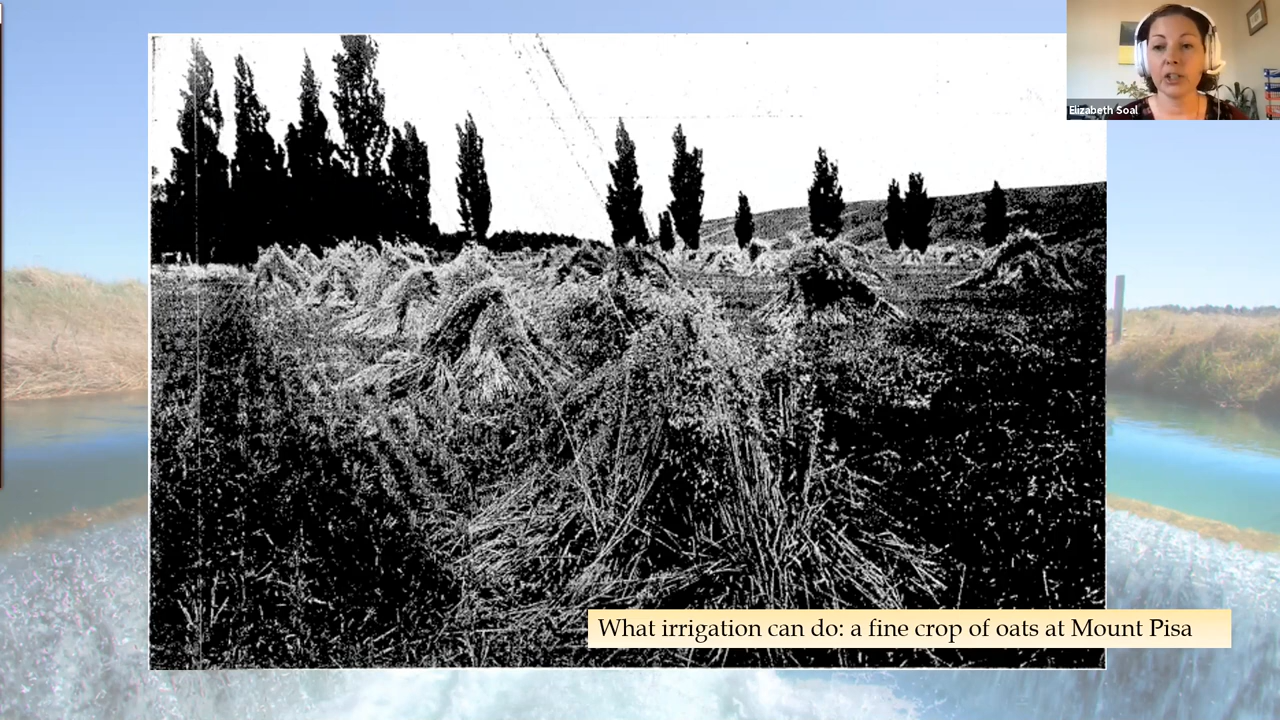 Elizabeth Soal
What irrigation can do: a fine crop of oats at Mount Pisa